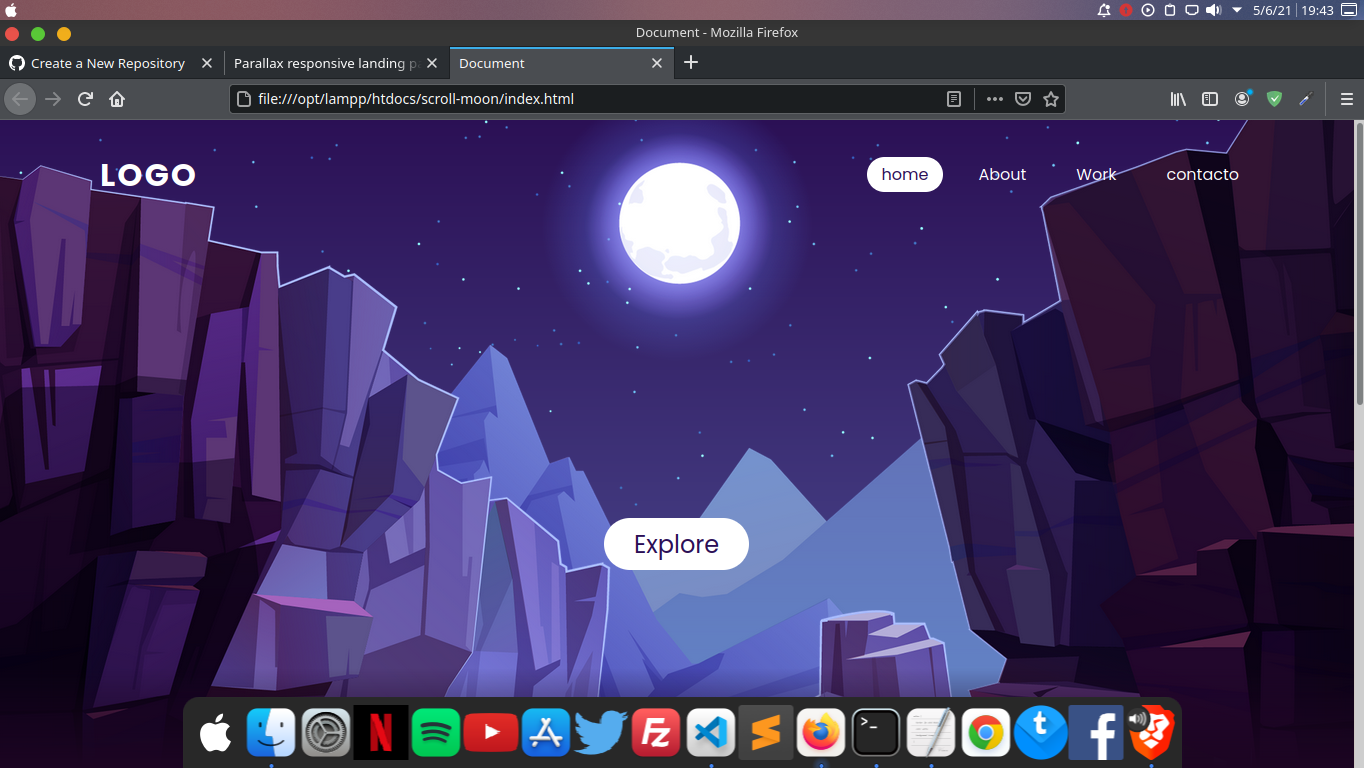 5/6/21 19:43
Document - Mozilla Firefox
Create a New Repository
Parallax responsive landing p
Document
file:///opt/lampp/htdocs/scroll-moon/index.html
LOGO
home About Work contacto
Explore